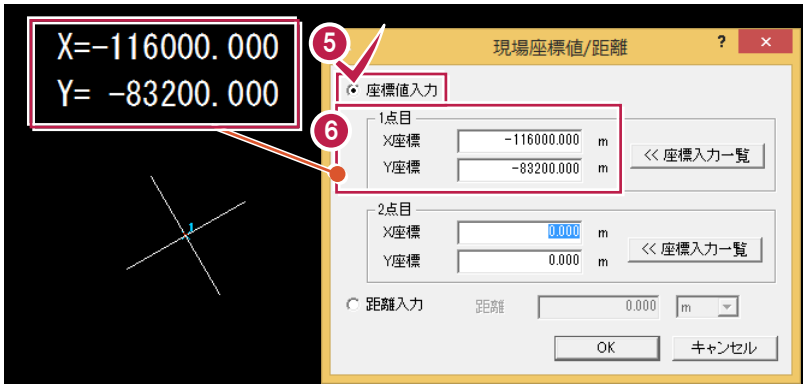 X=-116000.000
Y= -83200.000
5
現場座標値/距離
?
×
座標値入力
6
1点目
X座標
-116000.000
m
Y座標
-83200.000
m
<< 座標入力一覧
1
2点目
X座標
0.000
m
Y座標
0.000
m
<< 座標入力一覧
距離入力
距離
0.000
m
OK
キャンセル